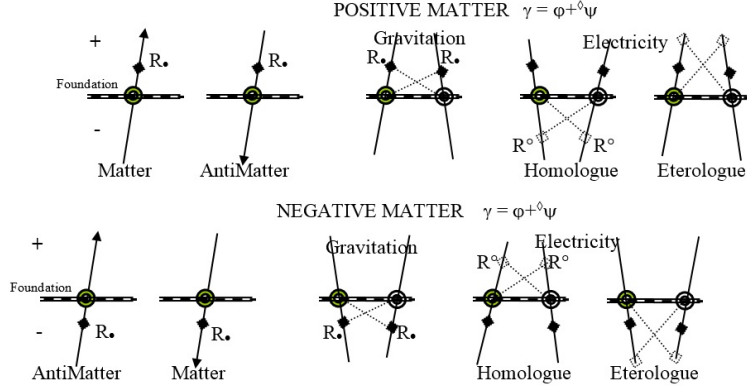 POSITIVE MATTER γ = φ+◊ψ
+ Gravitation Electricity
R• R• R• R•
Foundation
-
R° R°
Matter AntiMatter Homologue Eterologue
NEGATIVE MATTER γ = φ+◊ψ
+ Gravitation Electricity
R° R°
Foundation
- R• R• R• R•
AntiMatter Matter Homologue Eterologue